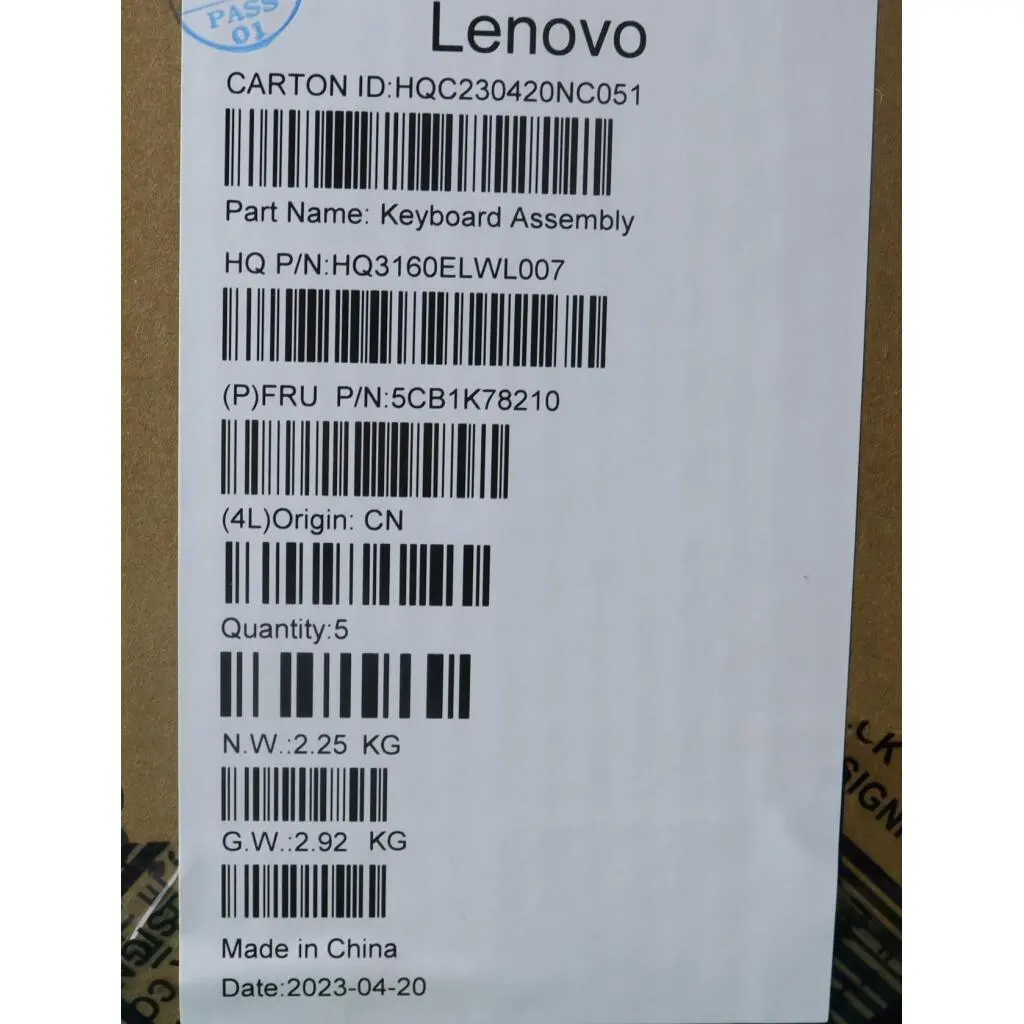 PASS
01
Lenovo
CARTON ID:HQC230420NC051
Part Name: Keyboard Assembly
HQ P/N:HQ3160ELWL007
(P)FRU P/N:5CB1K78210
(4L)Origin: CN
Quantity:5
N.W.:2.25 KG
G.W.:2.92 KG
Made in China
Date:2023-04-20